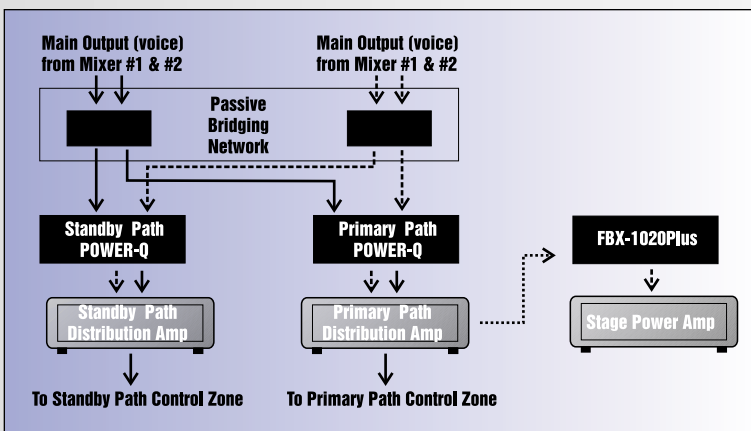 Main Output (voice)
from Mixer #1 & #2
Main Output (voice)
from Mixer #1 & #2
Passive
Bridging
Network
Standby Path
POWER-Q
Primary Path
POWER-Q
FBX-1020Plus
Standby Path
Distribution Amp
Primary Path
Distribution Amp
Stage Power Amp
To Standby Path Control Zone
To Primary Path Control Zone